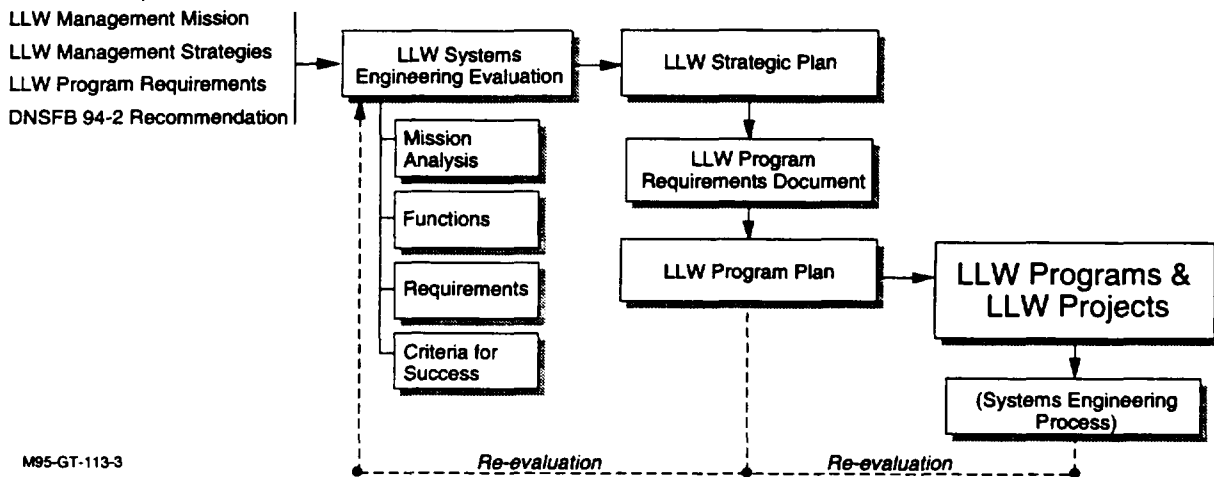 LLW Management Mission
LLW Management Strategies
LLW Program Requirements
DNSFB 94-2 Recommendation
LLW Systems
Engineering Evaluation
Mission
Analysis
Functions
Requirements
Criteria for
Success
LLW Strategic Plan
LLW Program
Requirements Document
LLW Program Plan
LLW Programs &
LLW Projects
(Systems Engineering
Process)
Re-evaluation
Re-evaluation
M95-GT-113-3